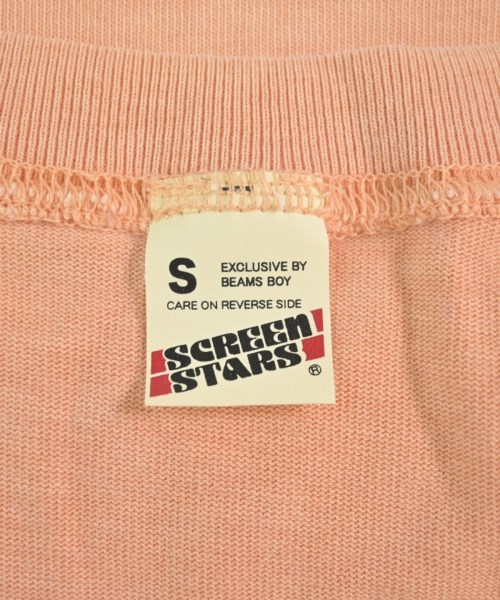 S EXCLUSIVE BY
BEAMS BOY
CARE ON REVERSE SIDE
SCREEN
STARS ®